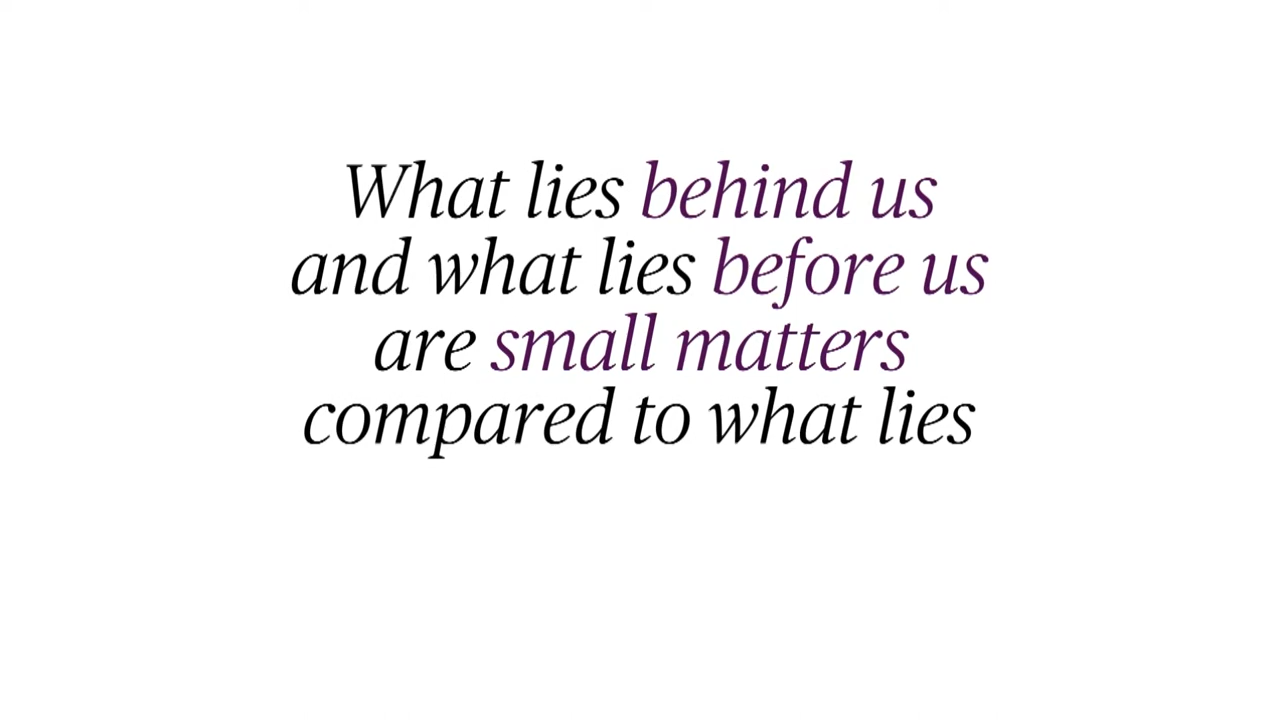 What lies behind us
and what lies before us
are small matters
compared to what lies